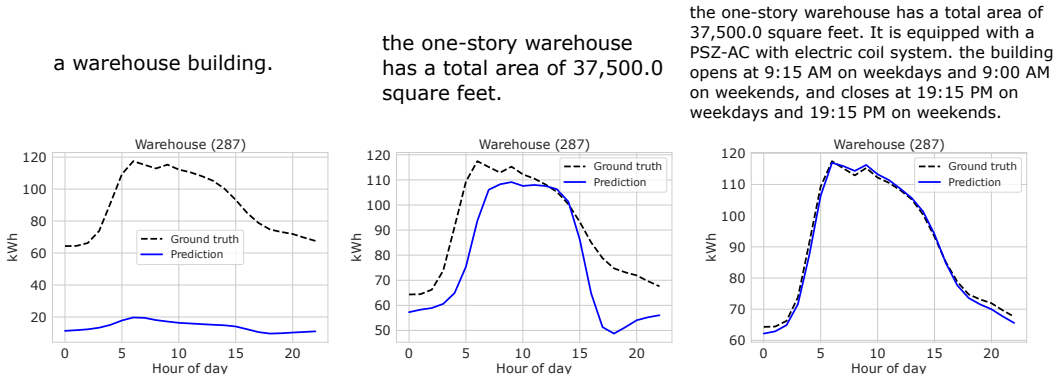 a warehouse building.
the one-story warehouse
has a total area of 37,500.0
square feet.
the one-story warehouse has a total area of
37,500.0 square feet. It is equipped with a
PSZ-AC with electric coil system. the building
opens at 9:15 AM on weekdays and 9:00 AM
on weekends, and closes at 19:15 PM on
weekdays and 19:15 PM on weekends.
Warehouse (287)
120
100
80
60
40
20
kWh
Ground truth
Prediction
0 5 10 15 20
Hour of day
Warehouse (287)
120
110
100
90
80
70
60
50
kWh
Ground truth
Prediction
0 5 10 15 20
Hour of day
Warehouse (287)
120
110
100
90
80
70
60
kWh
Ground truth
Prediction
0 5 10 15 20
Hour of day